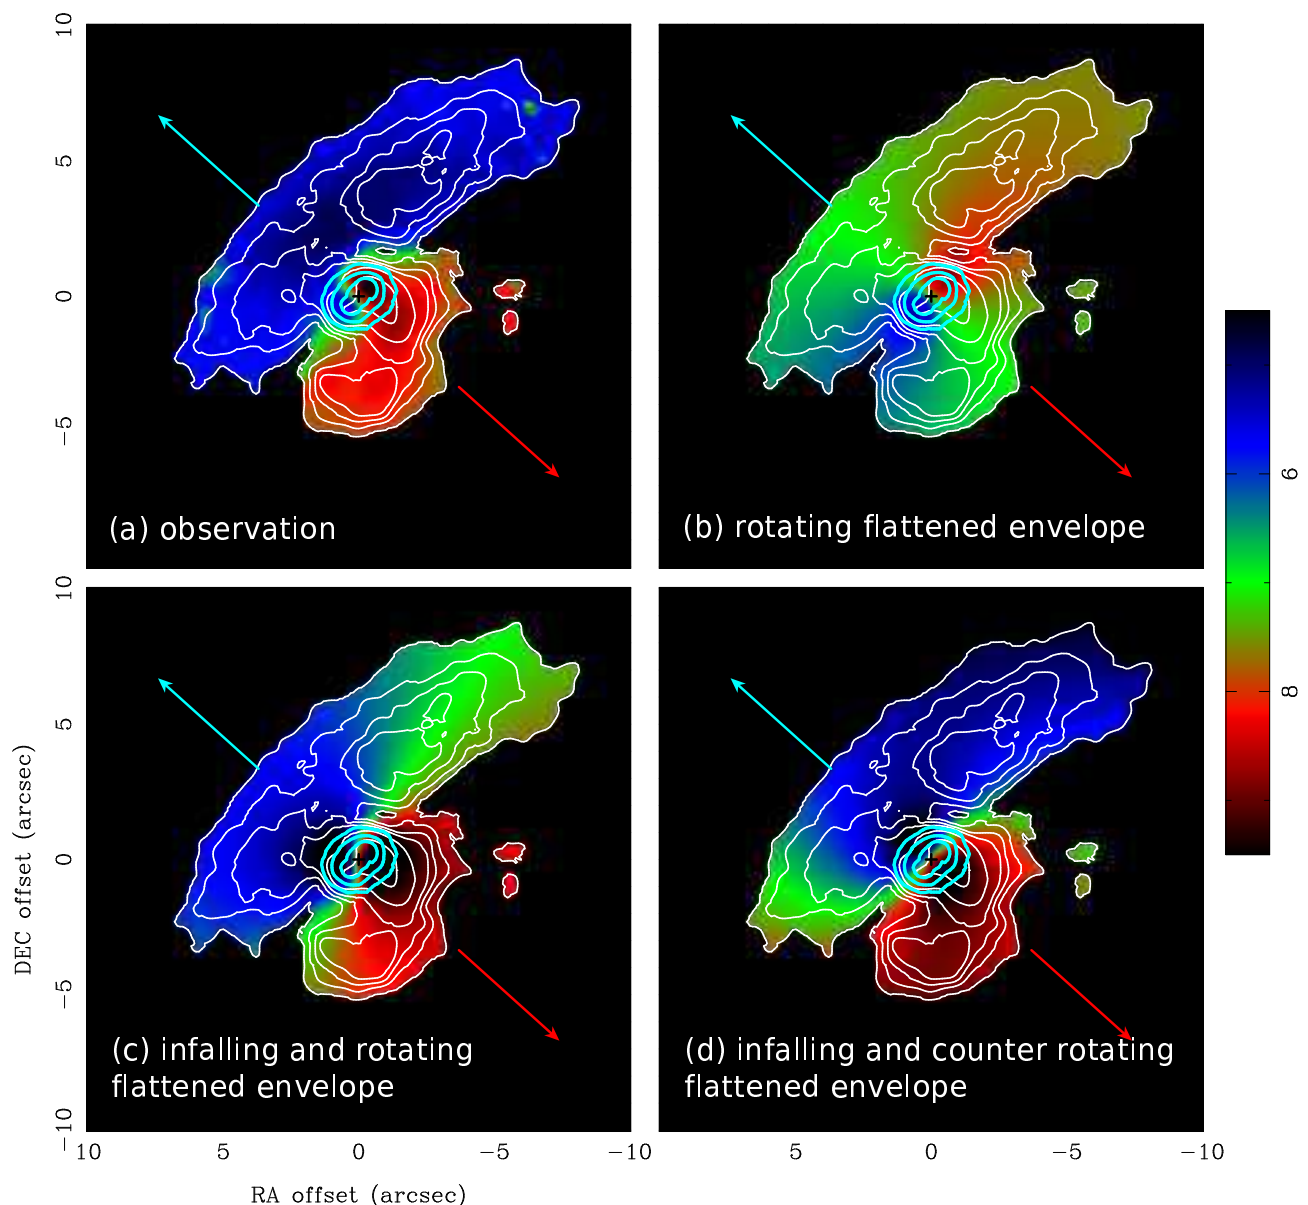 10
5
0
−5
(a) observation
(b) rotating flattened envelope
6
8
10
5
0
−5
−10
DEC offset (arcsec)
(c) infalling and rotating
flattened envelope
(d) infalling and counter rotating
flattened envelope
10 5 0 −5 −10
5 0 −5 −10
RA offset (arcsec)